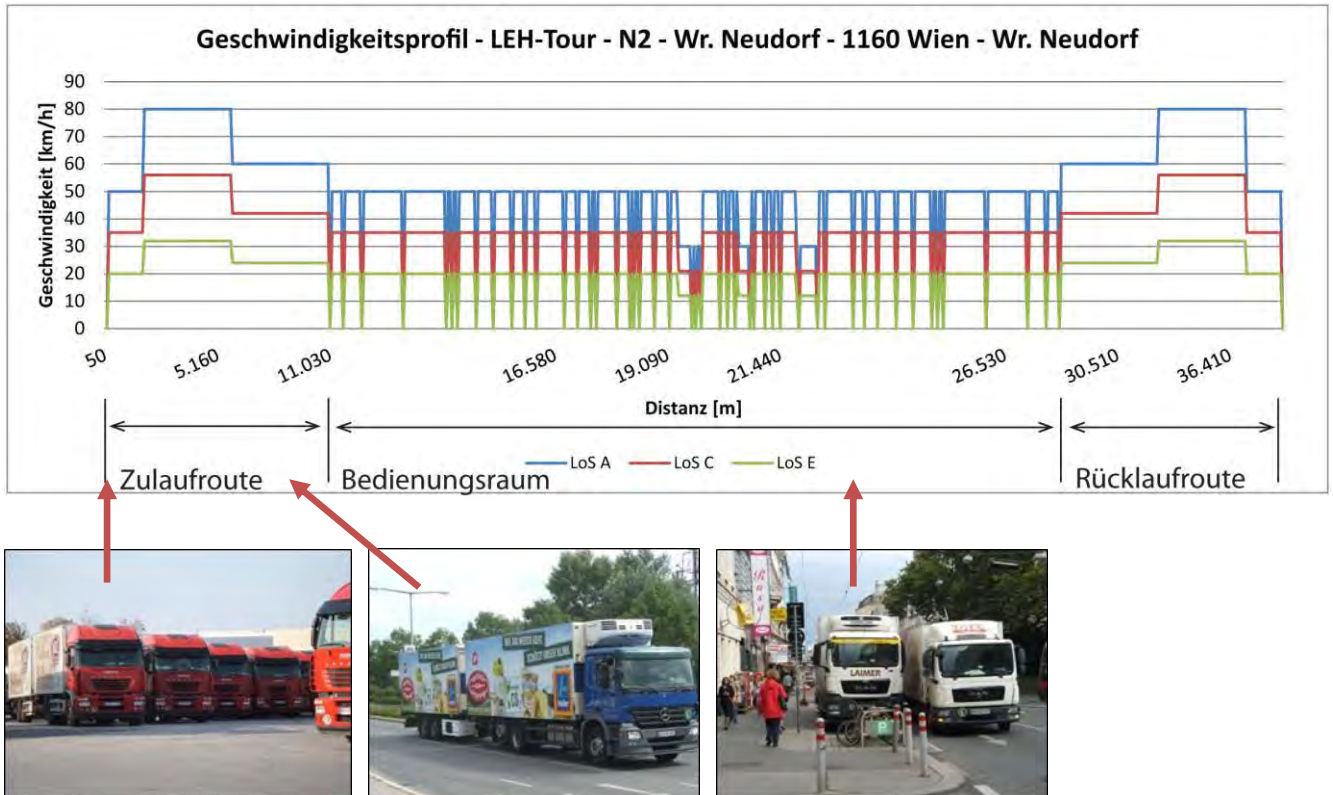 Geschwindigkeitsprofil - LEH-Tour - N2 - Wr. Neudorf - 1160 Wien - Wr. Neudorf
Geschwindigkeit [km/h]
90
80
70
60
50
40
30
20
10
0
50
5.160
11.030
16.580
19.090
21.440
26.530
30.510
36.410
Distanz [m]
LoS A
LoS C
LoS E
Zulaufroute
Bedienungsraum
Rücklaufroute
LAIMER